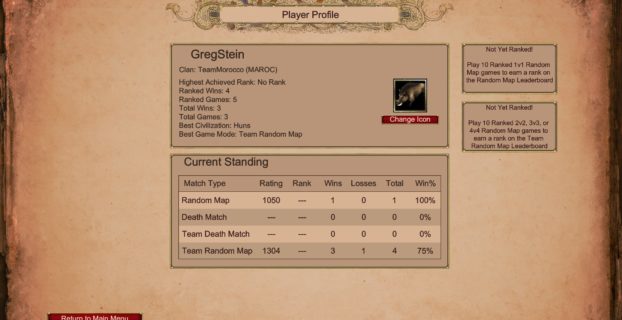 Player Profile
GregStein
Clan: TeamMorocco (MAROC)
Highest Achieved Rank: No Rank
Ranked Wins: 4
Ranked Games: 5
Total Wins: 3
Total Games: 3
Best Civilization: Huns
Best Game Mode: Team Random Map
Change Icon
Not Yet Ranked!
Play 10 Ranked 1v1 Random
Map games to earn a rank on
the Random Map Leaderboard
Not Yet Ranked!
Play 10 Ranked 2v2, 3v3, or
4v4 Random Map games to
earn a rank on the Team
Random Map Leaderboard
Current Standing
Match Type Rating Rank Wins Losses Total Win%
Random Map 1050 --- 1 0 1 100%
Death Match --- --- 0 0 0 0%
Team Death Match --- --- 0 0 0 0%
Team Random Map 1304 --- 3 1 4 75%
Return to Main Menu